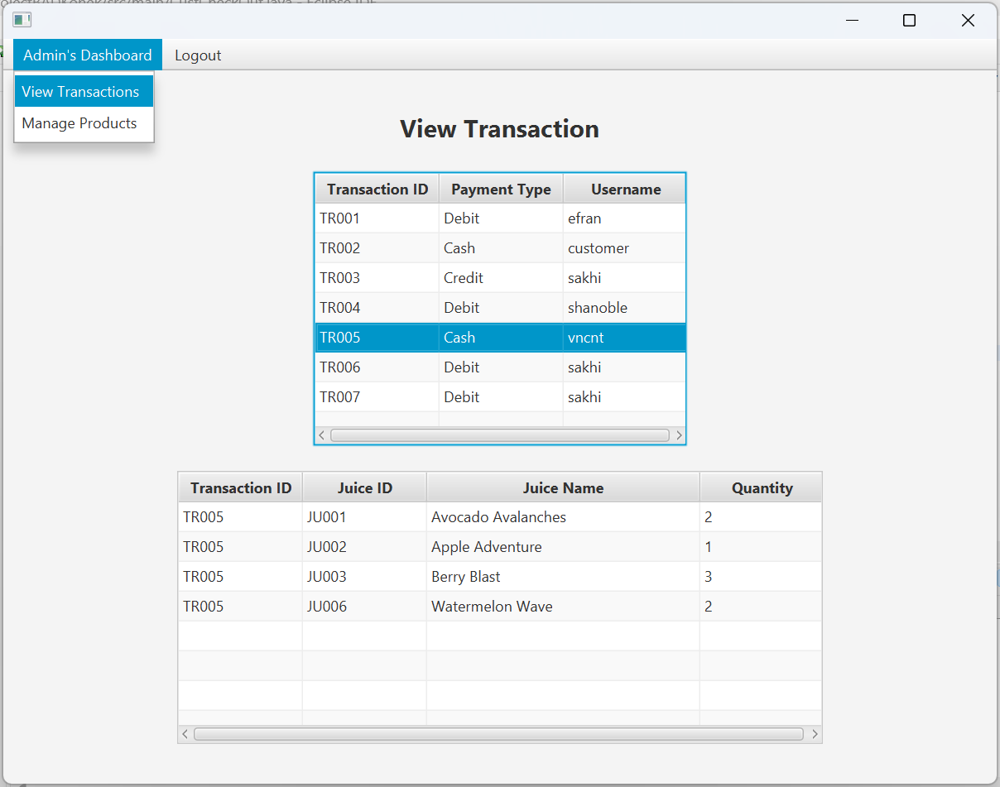 Admin's Dashboard Logout
View Transactions
Manage Products
View Transaction
Transaction ID Payment Type Username
TR001 Debit efran
TR002 Cash customer
TR003 Credit sakhi
TR004 Debit shanoble
TR005 Cash vncnt
TR006 Debit sakhi
TR007 Debit sakhi
Transaction ID Juice ID Juice Name Quantity
TR005 JU001 Avocado Avalanches 2
TR005 JU002 Apple Adventure 1
TR005 JU003 Berry Blast 3
TR005 JU006 Watermelon Wave 2